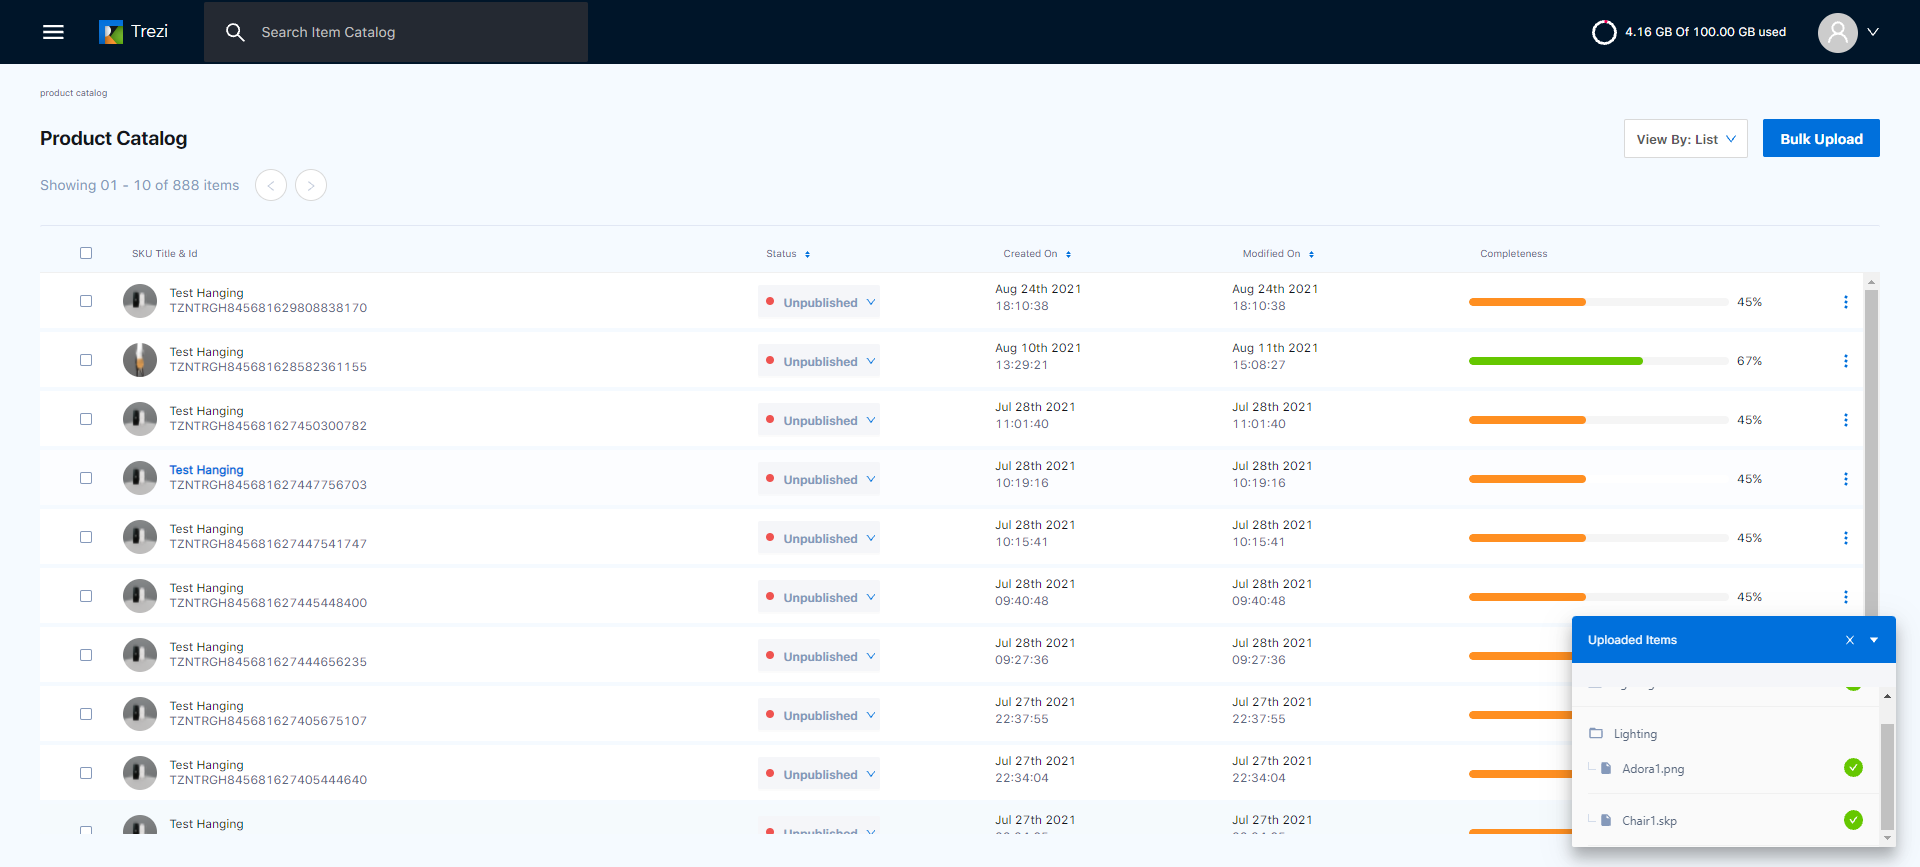 Trezi
Search Item Catalog
4.16 GB Of 100.00 GB used
product catalog
Product Catalog
View By: List
Bulk Upload
Showing 01 - 10 of 888 items
SKU Title & Id
Status
Created On
Modified On
Completeness
Test Hanging
TZNTRGH845681629808838170
Unpublished
Aug 24th 2021
18:10:38
Aug 24th 2021
18:10:38
45%
Test Hanging
TZNTRGH845681628582361155
Unpublished
Aug 10th 2021
13:29:21
Aug 11th 2021
15:08:27
67%
Test Hanging
TZNTRGH845681627450300782
Unpublished
Jul 28th 2021
11:01:40
Jul 28th 2021
11:01:40
45%
Test Hanging
TZNTRGH845681627447756703
Unpublished
Jul 28th 2021
10:19:16
Jul 28th 2021
10:19:16
45%
Test Hanging
TZNTRGH845681627447541747
Unpublished
Jul 28th 2021
10:15:41
Jul 28th 2021
10:15:41
45%
Test Hanging
TZNTRGH845681627445448400
Unpublished
Jul 28th 2021
09:40:48
Jul 28th 2021
09:40:48
45%
Test Hanging
TZNTRGH845681627444656235
Unpublished
Jul 28th 2021
09:27:36
Jul 28th 2021
09:27:36
Test Hanging
TZNTRGH845681627405675107
Unpublished
Jul 27th 2021
22:37:55
Jul 27th 2021
22:37:55
Test Hanging
TZNTRGH845681627405444640
Unpublished
Jul 27th 2021
22:34:04
Jul 27th 2021
22:34:04
Test Hanging
Unpublished
Jul 27th 2021
Jul 27th 2021
Uploaded Items
Lighting
Adora1.png
Chair1.skp